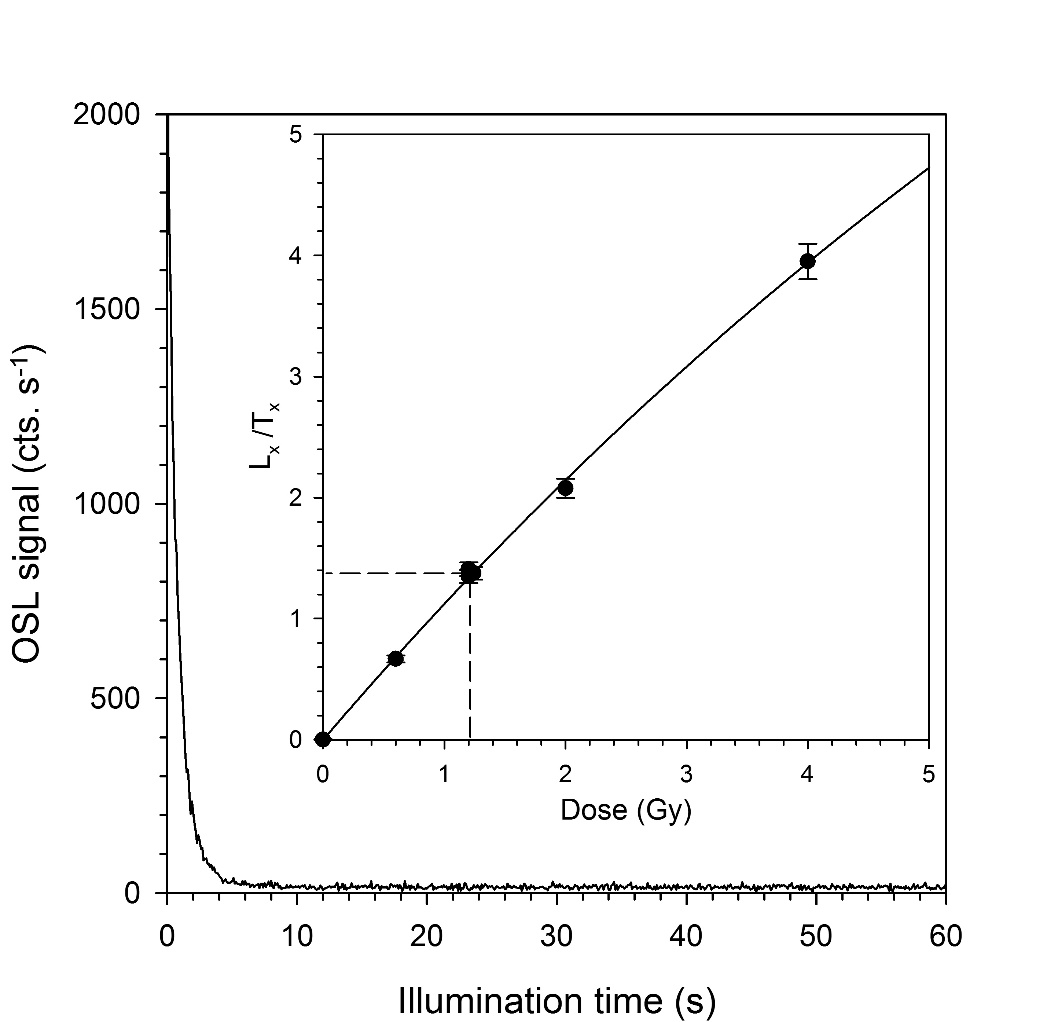 2000
1500
1000
500
0
OSL signal (cts. s-1)
5
4
3
2
1
0
Lx /Tx
0 1 2 3 4 5
Dose (Gy)
0 10 20 30 40 50 60
Illumination time (s)